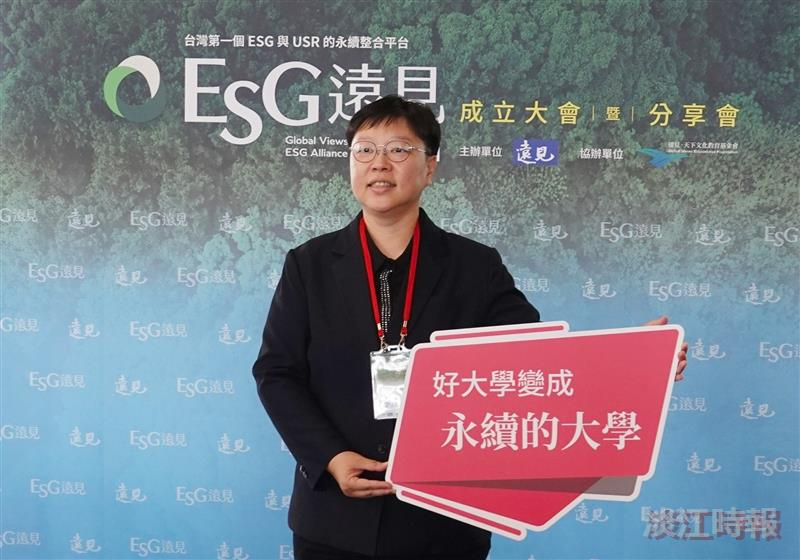 台灣第一個 ESG 與 USR 的永續整合平台
ESG遠見
成立大會 | 暨 | 分享會
Global Views
ESG Alliance
主辦單位 遠見 協辦單位 遠見‧天下文化教育基金會
ESG遠見 遠見
好大學變成
永續的大學
淡江時報